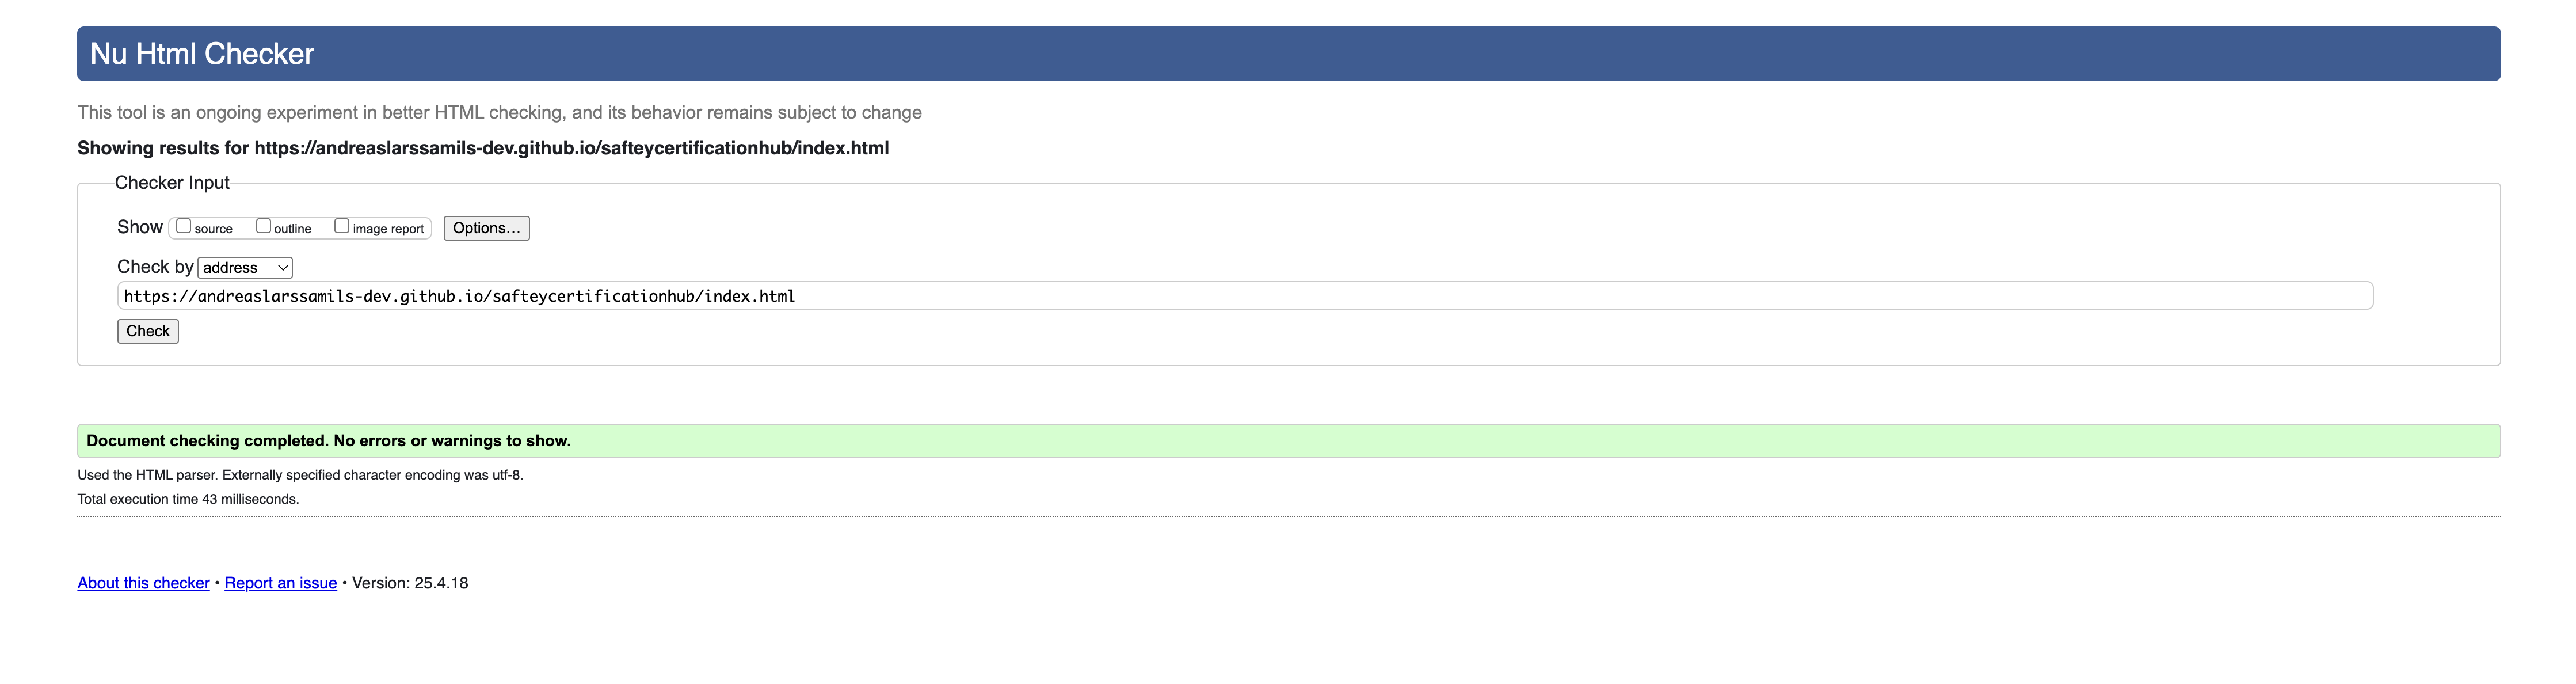 Nu Html Checker
This tool is an ongoing experiment in better HTML checking, and its behavior remains subject to change
Showing results for https://andreaslarssamils-dev.github.io/safteycertificationhub/index.html
Checker Input
Show source outline image report Options...
Check by address
https://andreaslarssamils-dev.github.io/safteycertificationhub/index.html
Check
Document checking completed. No errors or warnings to show.
Used the HTML parser. Externally specified character encoding was utf-8.
Total execution time 43 milliseconds.
About this checker • Report an issue • Version: 25.4.18